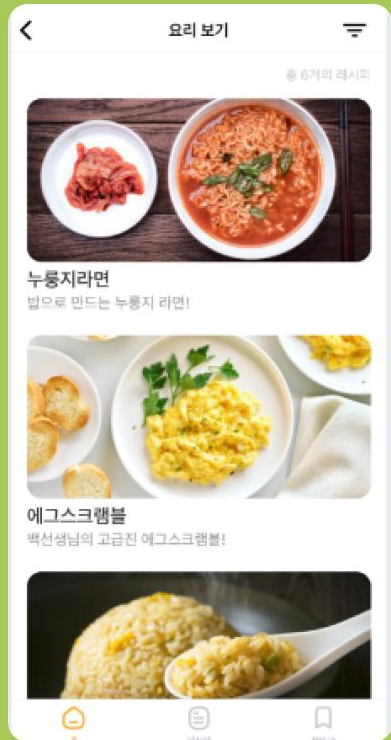 요리 보기
총 6개의 레시피
누룽지라면
밥으로 만드는 누룽지 라면!
에그스크램블
백선생님의 고급진 에그스크램블!